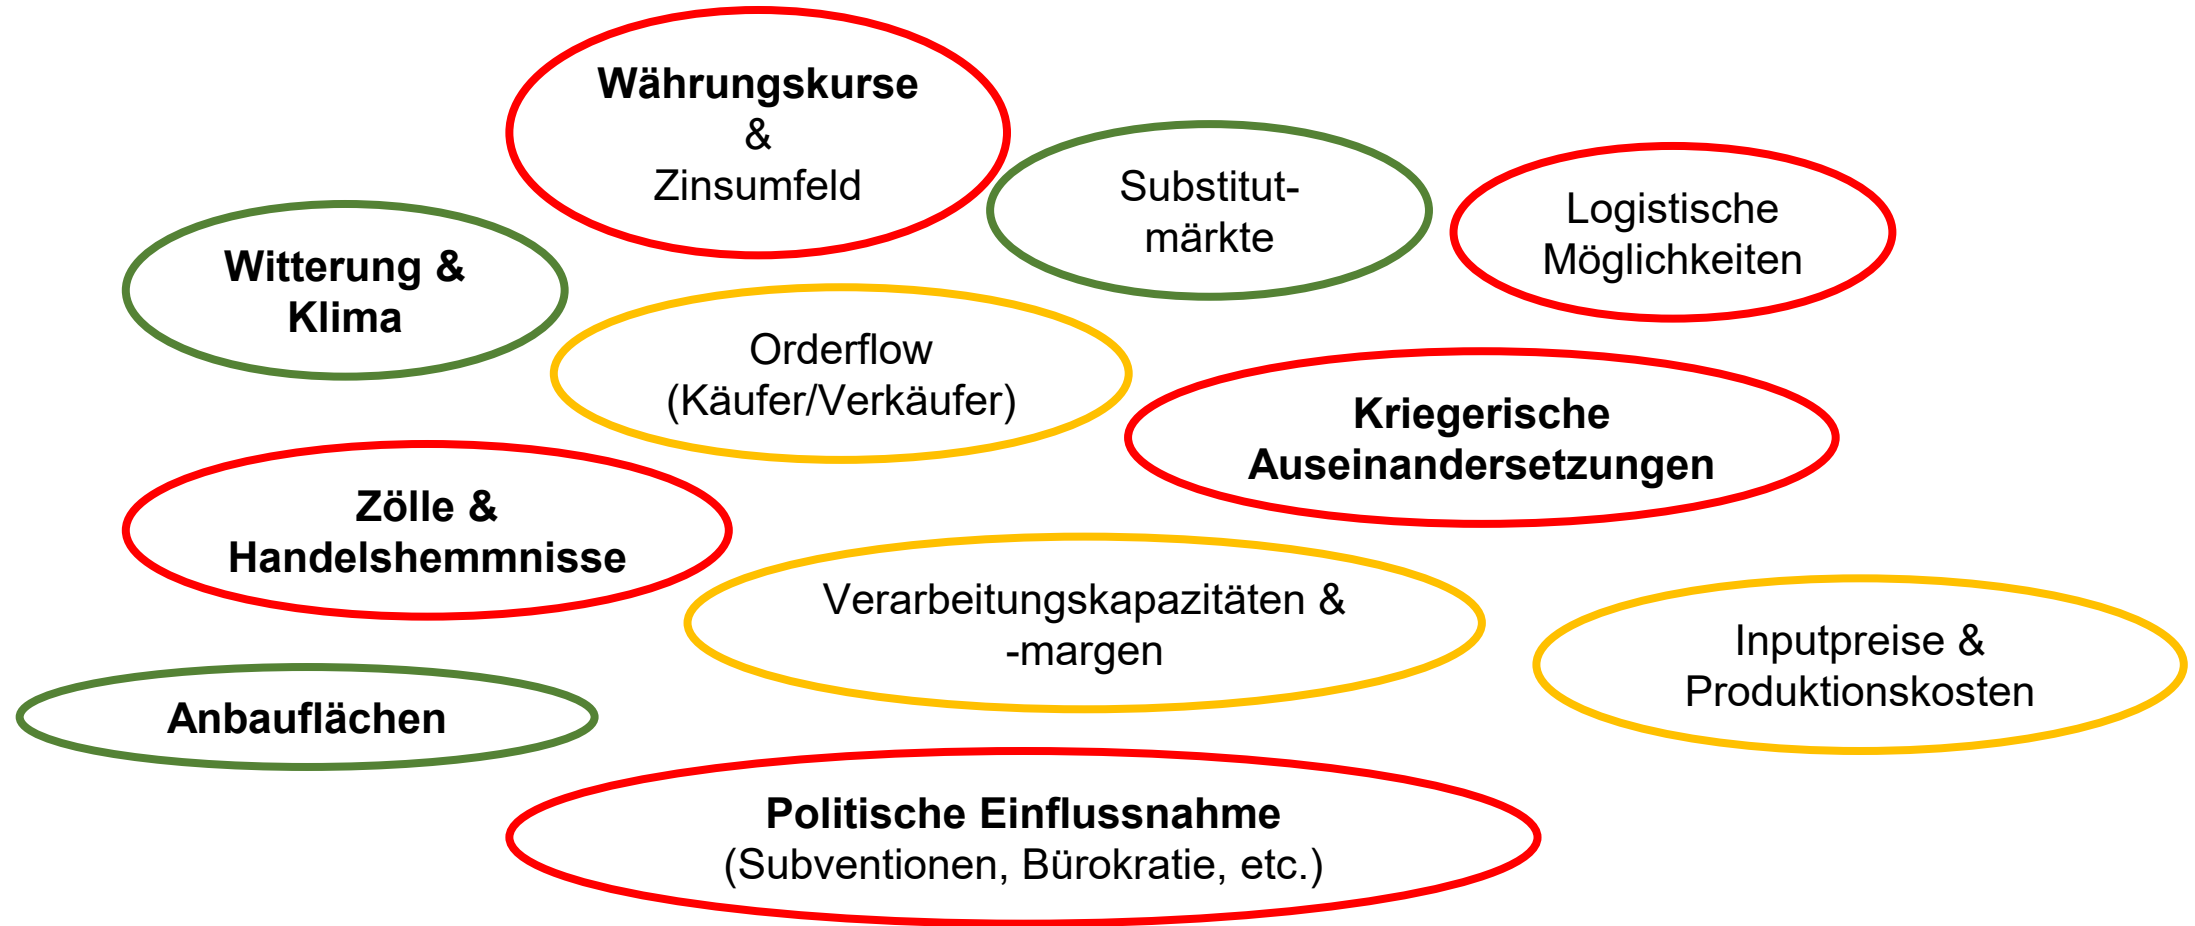 Währungskurse
&
Zinsumfeld
Substitut-
märkte
Logistische
Möglichkeiten
Witterung &
Klima
Orderflow
(Käufer/Verkäufer)
Kriegerische
Auseinandersetzungen
Zölle &
Handelshemmnisse
Verarbeitungskapazitäten &
-margen
Inputpreise &
Produktionskosten
Anbauflächen
Politische Einflussnahme
(Subventionen, Bürokratie, etc.)